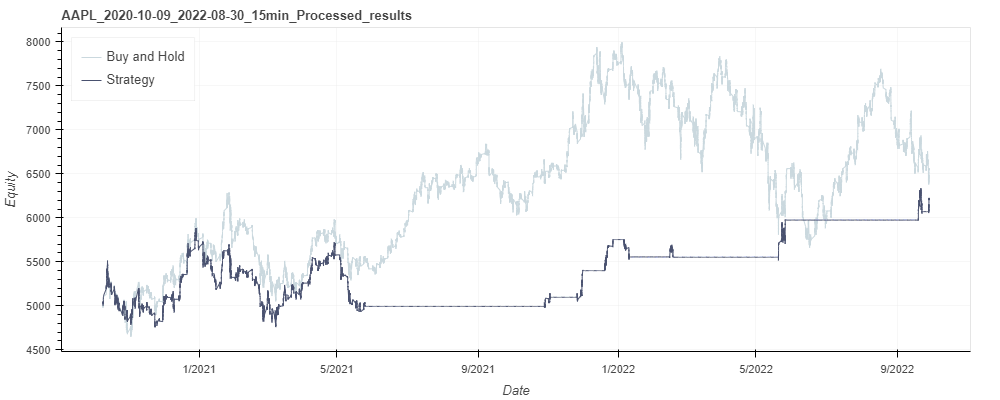 AAPL_2020-10-09_2022-08-30_15min_Processed_results
Buy and Hold
Strategy
8000
7500
7000
6500
6000
5500
5000
4500
Equity
1/2021
5/2021
9/2021
1/2022
5/2022
9/2022
Date